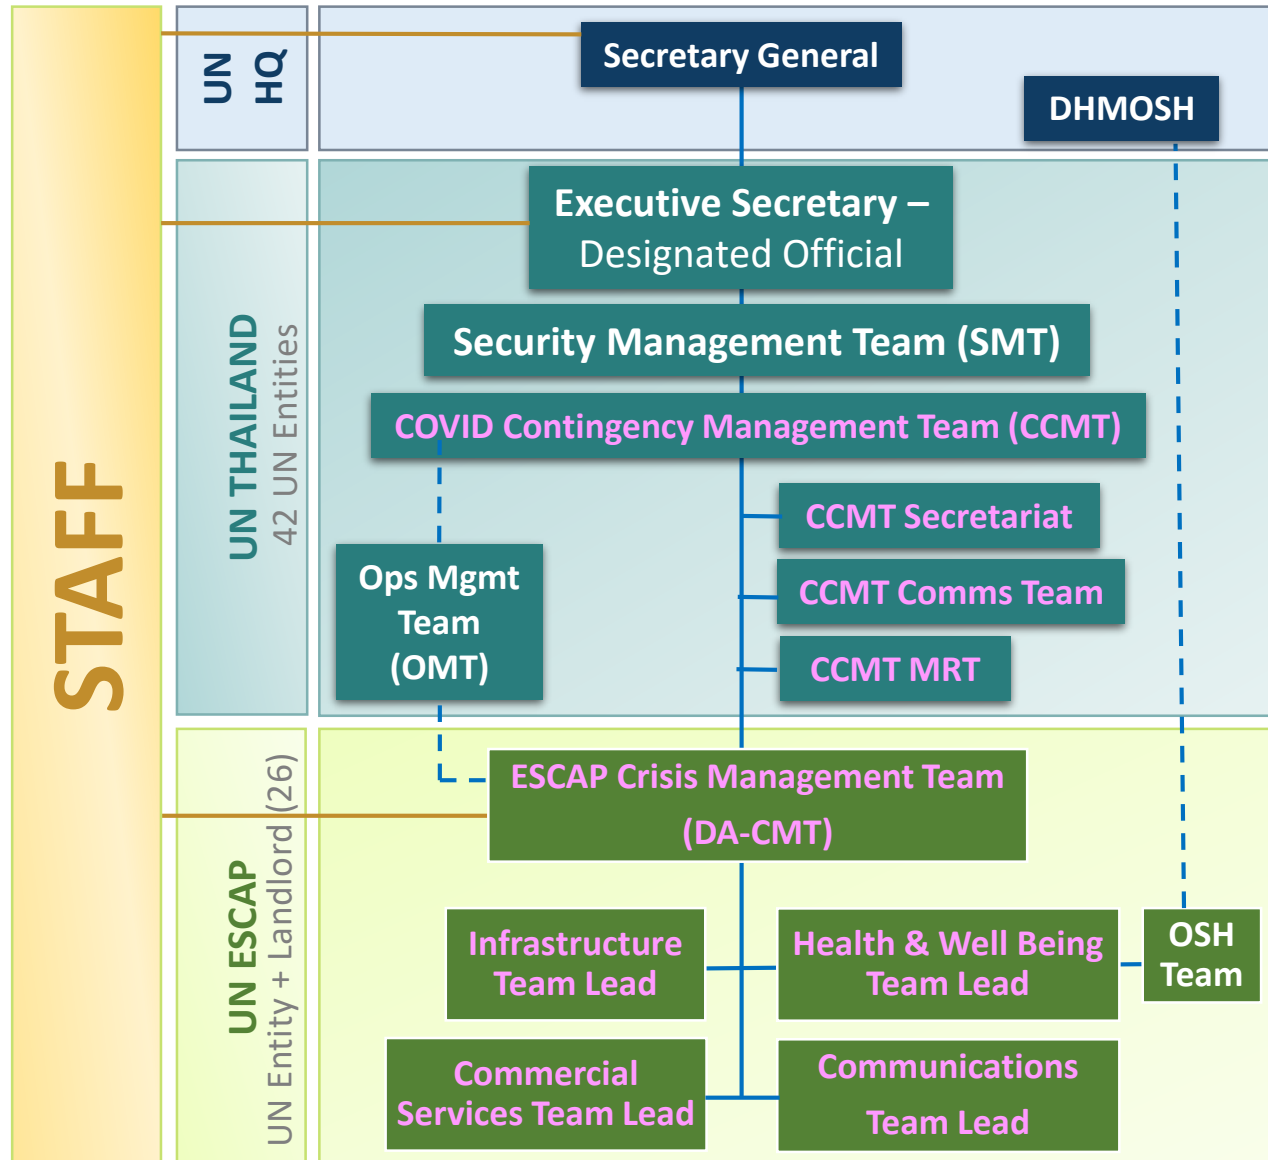 STAFF
UN
HQ
Secretary General
DHMOSH
UN THAILAND
42 UN Entities
Executive Secretary –
Designated Official
Security Management Team (SMT)
COVID Contingency Management Team (CCMT)
CCMT Secretariat
CCMT Comms Team
CCMT MRT
Ops Mgmt
Team
(OMT)
UN ESCAP
UN Entity + Landlord (26)
ESCAP Crisis Management Team
(DA-CMT)
Infrastructure
Team Lead
Health & Well Being
Team Lead
OSH
Team
Commercial
Services Team Lead
Communications
Team Lead